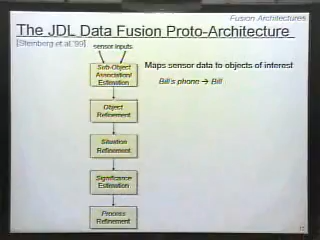 Fusion Architectures
The JDL Data Fusion Proto-Architecture
[Steinberg et al.'99]
sensor inputs
Sub-Object
Association/
Estimation
Maps sensor data to objects of interest
Bill's phone → Bill
Object
Refinement
Situation
Refinement
Significance
Estimation
Process
Refinement